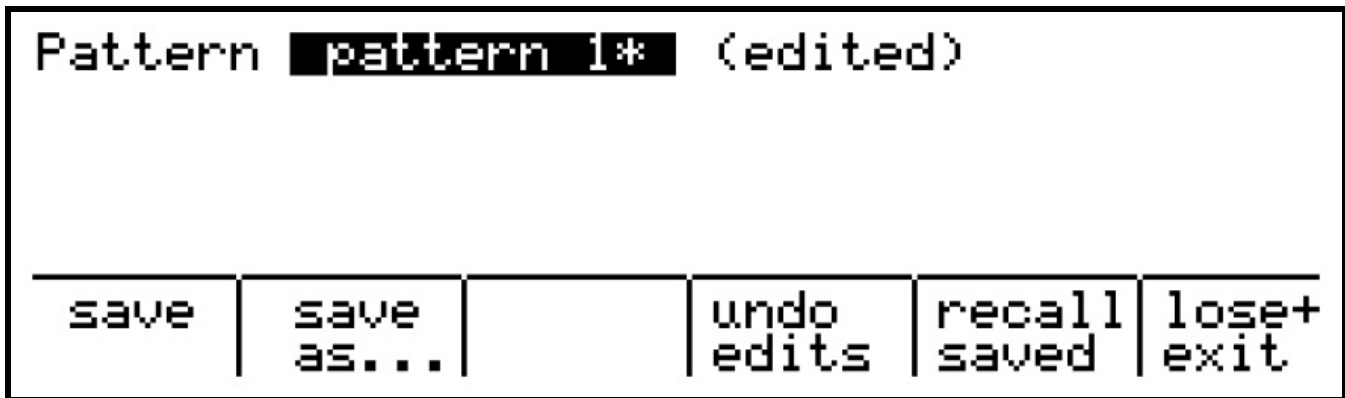 Pattern pattern 1* (edited)
save save undo recall lose+
as... edits saved exit